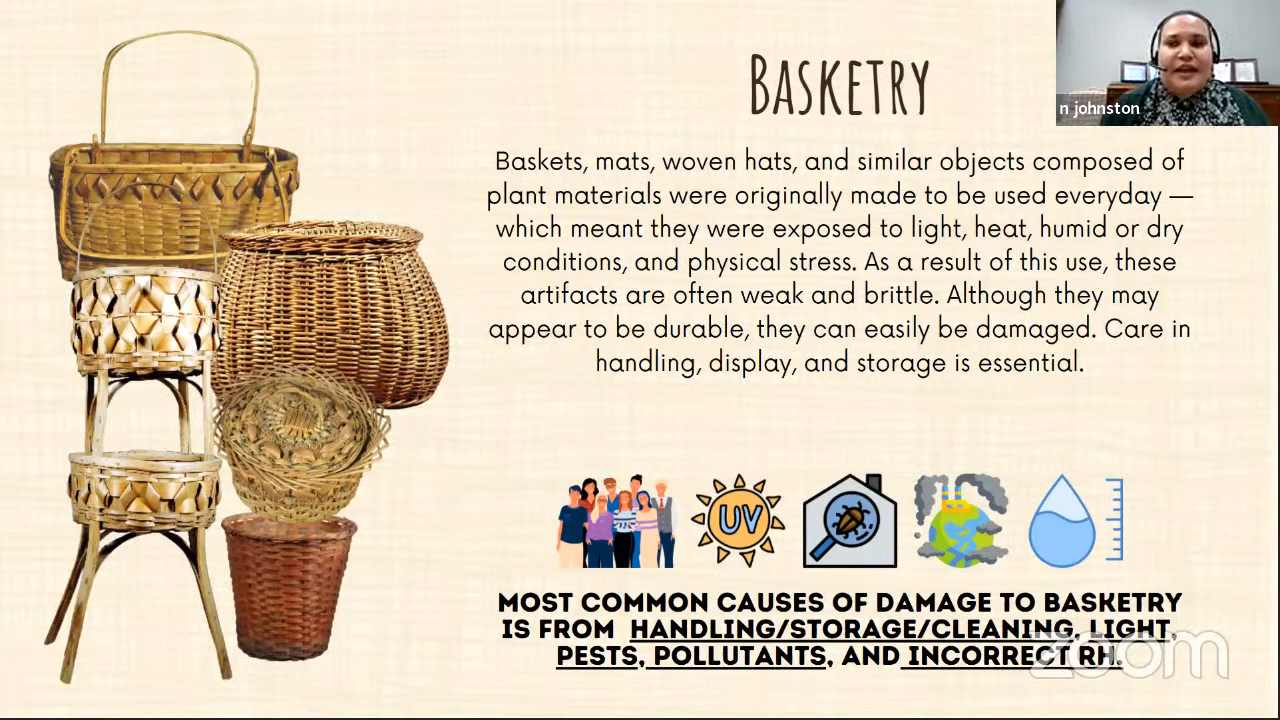 Basketry
n johnston
Baskets, mats, woven hats, and similar objects composed of
plant materials were originally made to be used everyday —
which meant they were exposed to light, heat, humid or dry
conditions, and physical stress. As a result of this use, these
artifacts are often weak and brittle. Although they may
appear to be durable, they can easily be damaged. Care in
handling, display, and storage is essential.
UV
MOST COMMON CAUSES OF DAMAGE TO BASKETRY
IS FROM HANDLING/STORAGE/CLEANING, LIGHT,
PESTS, POLLUTANTS, AND INCORRECT RH.
zoom